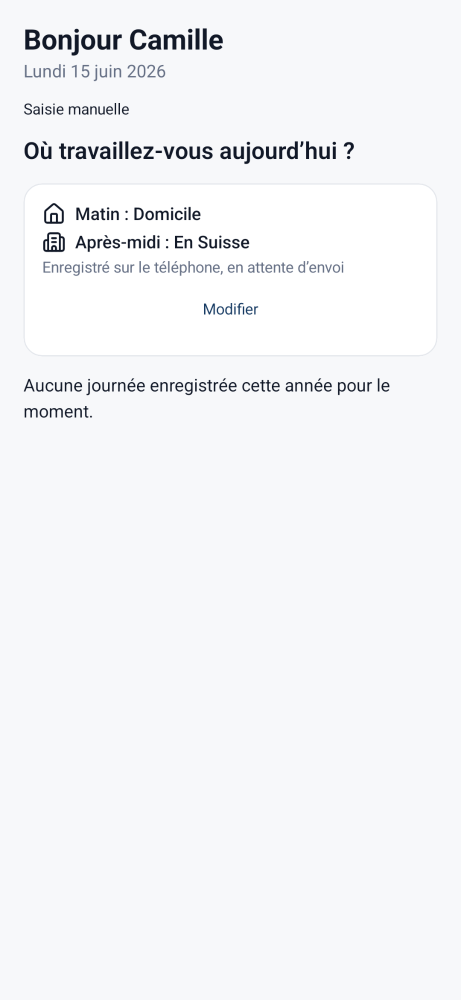 Bonjour Camille
Lundi 15 juin 2026
Saisie manuelle
Où travaillez-vous aujourd’hui ?
Matin : Domicile
Après-midi : En Suisse
Enregistré sur le téléphone, en attente d’envoi
Modifier
Aucune journée enregistrée cette année pour le
moment.